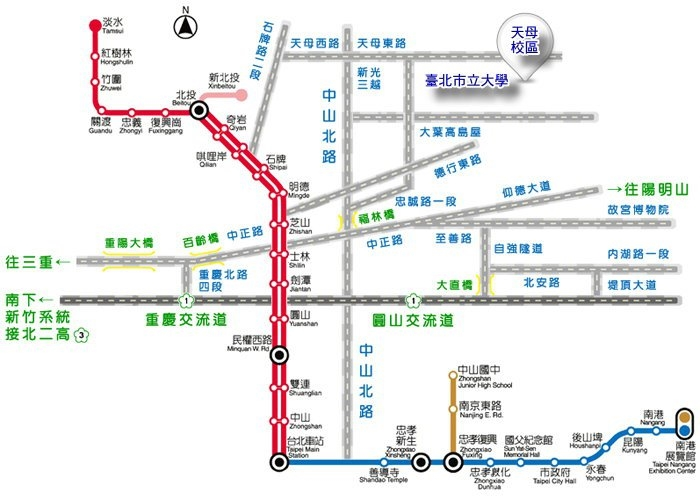 淡水
Tamsui
N
紅樹林
Hongshulin
竹圍
Zhuwei
關渡
Guandu
忠義
Zhongyi
復興崗
Fuxinggang
北投
Beitou
新北投
Xinbeitou
奇岩
Qiyan
唭哩岸
Qilian
石牌
Shipai
明德
Mingde
芝山
Zhishan
士林
Shilin
劍潭
Jiantan
圓山
Yuanshan
民權西路
Minquan W. Rd.
雙連
Shuanglian
中山
Zhongshan
台北車站
Taipei Main
Station
石牌路二段
天母西路
天母東路
天母
校區
臺北市立大學
新光
三越
中山北路
大葉高島屋
德行東路
忠誠路一段
仰德大道
→往陽明山
福林橋
故宮博物院
至善路
中正路
中正路
自強隧道
內湖路一段
大直橋
北安路
堤頂大道
重陽大橋
百齡橋
往三重←
重慶北路
四段
南下←
新竹系統
接北二高
3
1
重慶交流道
1
圓山交流道
中山北路
中山國中
Zhongshan
Junior High School
南京東路
Nanjing E. Rd.
善導寺
Shandao Temple
忠孝
新生
Zhongxiao
Xinsheng
忠孝復興
Zhongxiao
Fuxing
忠孝敦化
Zhongxiao
Dunhua
國父紀念館
Sun Yat-Sen
Memorial Hall
市政府
Taipei City Hall
永春
Yongchun
後山埤
Houshanpi
昆陽
Kunyang
南港
Nangang
南港
展覽館
Taipei Nangang
Exhibition Center